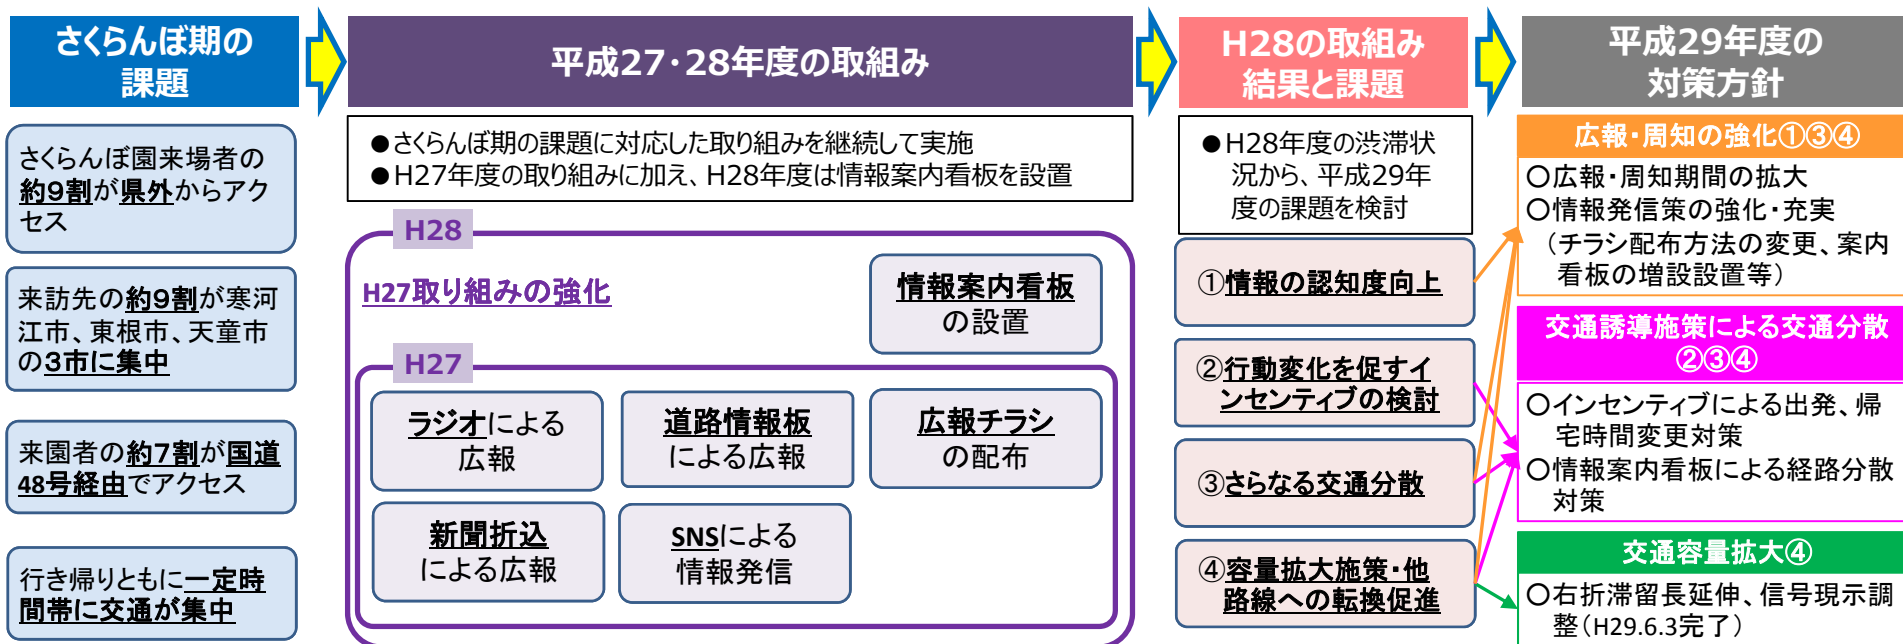 さくらんぼ期の
課題
さくらんぼ園来場者の
約9割が県外からアク
セス
来訪先の約9割が寒河
江市、東根市、天童市
の3市に集中
来園者の約7割が国道
48号経由でアクセス
行き帰りともに一定時
間帯に交通が集中
平成27・28年度の取組み
●さくらんぼ期の課題に対応した取り組みを継続して実施
●H27年度の取り組みに加え、H28年度は情報案内看板を設置
H28
H27取り組みの強化
情報案内看板
の設置
H27
ラジオによる
広報
道路情報板
による広報
広報チラシ
の配布
新聞折込
による広報
SNSによる
情報発信
H28の取組み
結果と課題
●H28年度の渋滞状
況から、平成29年
度の課題を検討
①情報の認知度向上
②行動変化を促すイ
ンセンティブの検討
③さらなる交通分散
④容量拡大施策・他
路線への転換促進
平成29年度の
対策方針
広報・周知の強化①③④
○広報・周知期間の拡大
○情報発信策の強化・充実
（チラシ配布方法の変更、案内
看板の増設設置等）
交通誘導施策による交通分散
②③④
○インセンティブによる出発、帰
宅時間変更対策
○情報案内看板による経路分散
対策
交通容量拡大④
○右折滞留長延伸、信号現示調
整（H29.6.3完了）